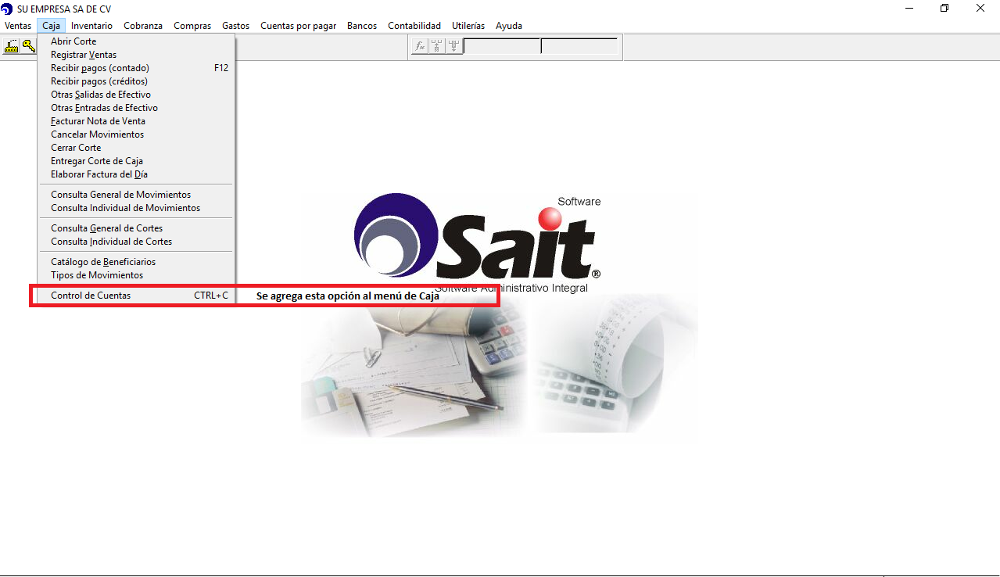 SU EMPRESA SA DE CV
Ventas Caja Inventario Cobranza Compras Gastos Cuentas por pagar Bancos Contabilidad Utilerías Ayuda
Abrir Corte
Registrar Ventas
Recibir pagos (contado) F12
Recibir pagos (créditos)
Otras Salidas de Efectivo
Otras Entradas de Efectivo
Facturar Nota de Venta
Cancelar Movimientos
Cerrar Corte
Entregar Corte de Caja
Elaborar Factura del Día
Consulta General de Movimientos
Consulta Individual de Movimientos
Consulta General de Cortes
Consulta Individual de Cortes
Catálogo de Beneficiarios
Tipos de Movimientos
Control de Cuentas CTRL+C
Se agrega esta opción al menú de Caja
fx
Software
Sait®
Software Administrativo Integral